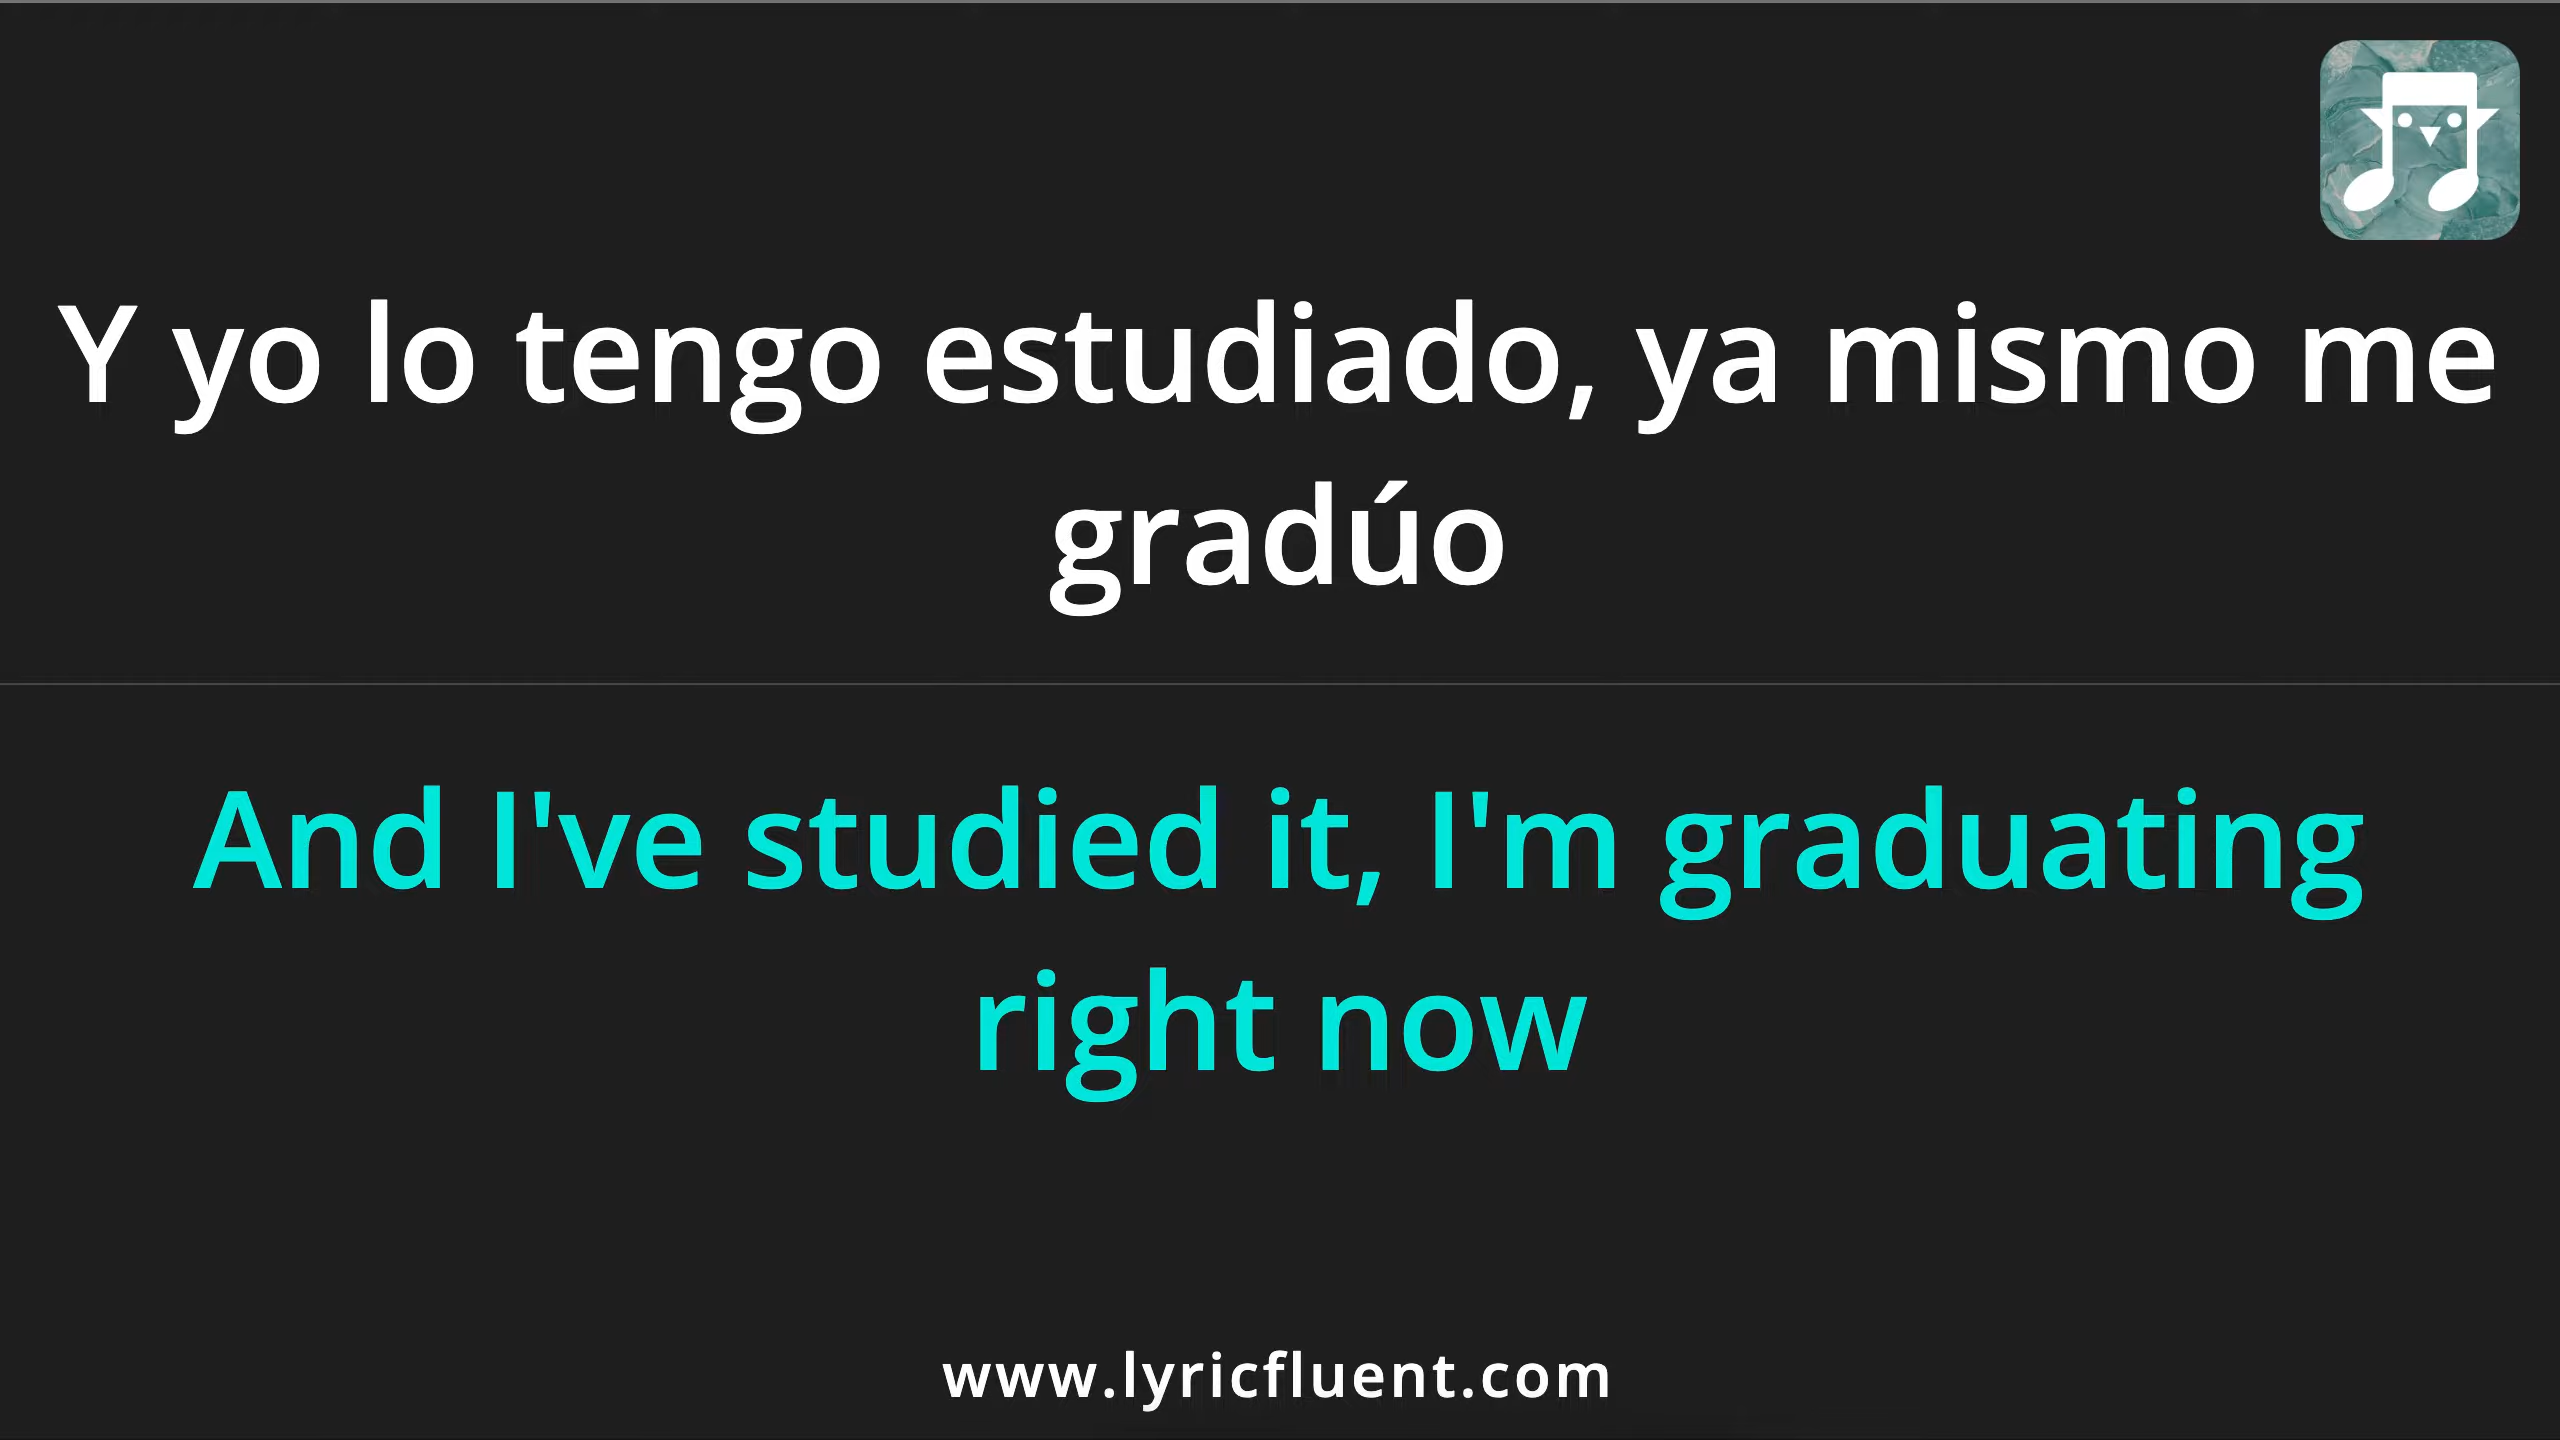 Y yo lo tengo estudiado, ya mismo me
gradúo
And I've studied it, I'm graduating
right now
www.lyricfluent.com